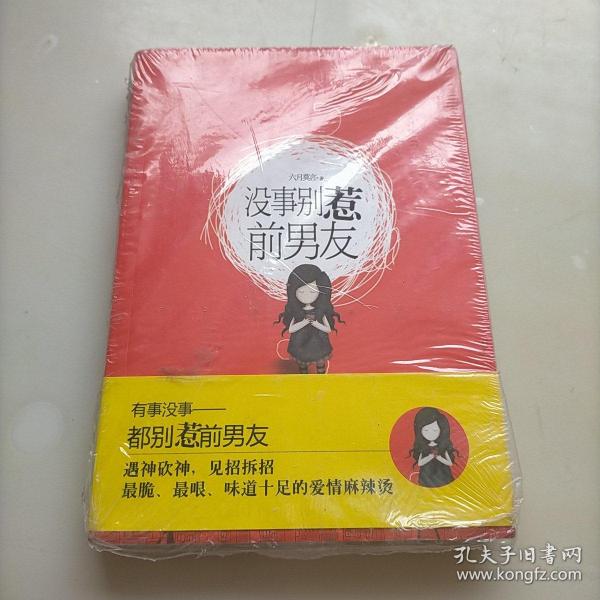 六月莫言·著
没事别惹
前男友
有事没事——
都别惹前男友
遇神砍神，见招拆招
最脆、最哏、味道十足的爱情麻辣烫
孔夫子旧书网
www.kongfz.com